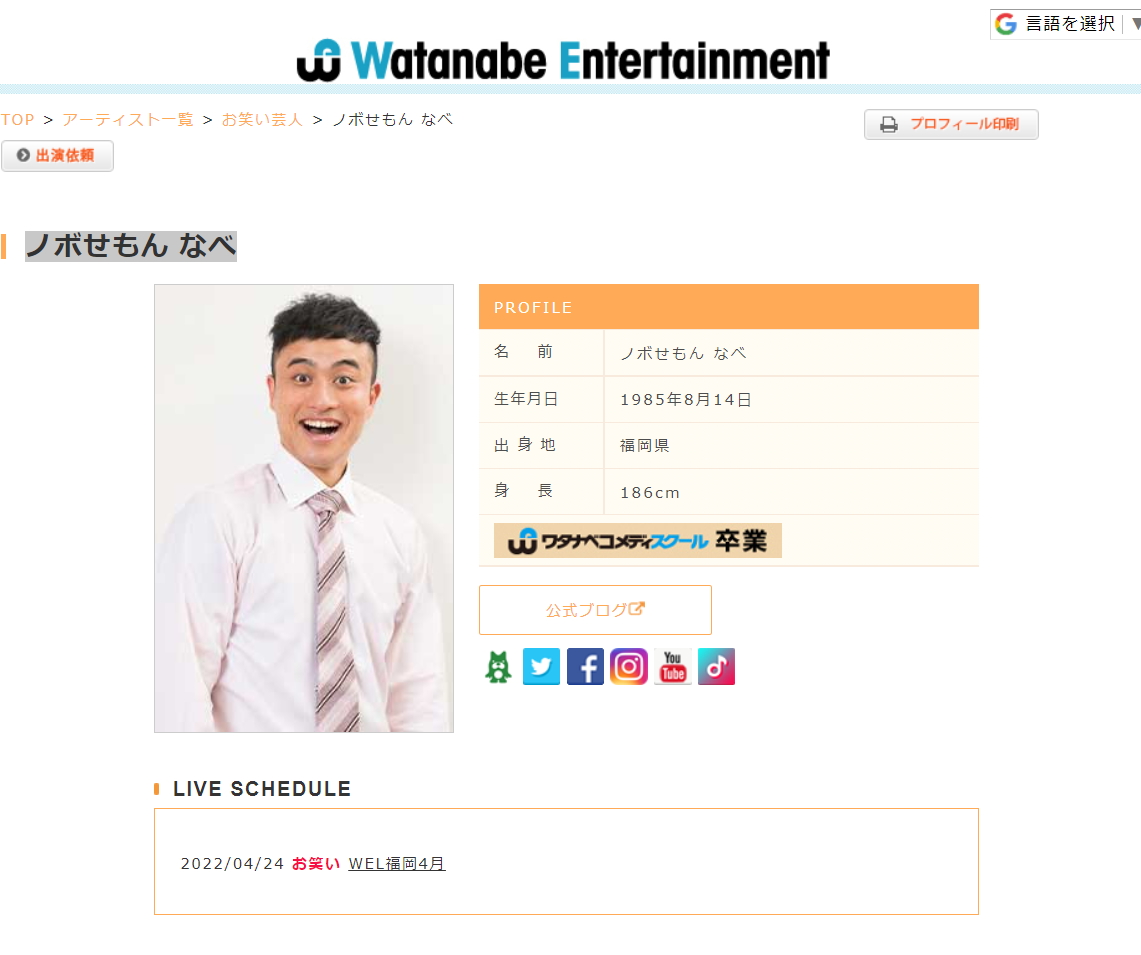 言語を選択 ▼
Watanabe Entertainment
TOP > アーティスト一覧 > お笑い芸人 > ノボせもん なべ
プロフィール印刷
出演依頼
ノボせもん なべ
PROFILE
名 前 ノボせもん なべ
生年月日 1985年8月14日
出 身 地 福岡県
身 長 186cm
ワタナベコメディスクール 卒業
公式ブログ
You Tube
LIVE SCHEDULE
2022/04/24 お笑い WEL福岡4月